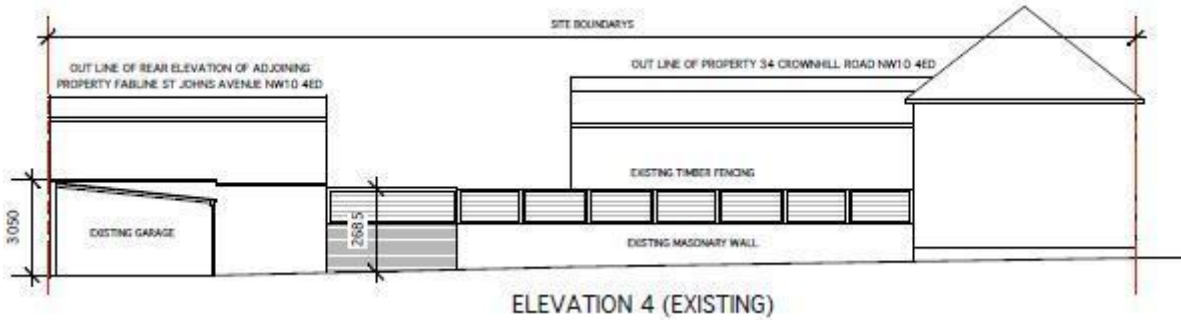 SITE BOUNDARYS
OUT LINE OF REAR ELEVATION OF ADJOINING
PROPERTY FABLINE ST JOHNS AVENUE NW10 4ED
OUT LINE OF PROPERTY 34 CROWNHILL ROAD NW10 4ED
EXISTING TIMBER FENCING
3050
EXISTING GARAGE
2685
EXISTING MASONARY WALL
ELEVATION 4 (EXISTING)